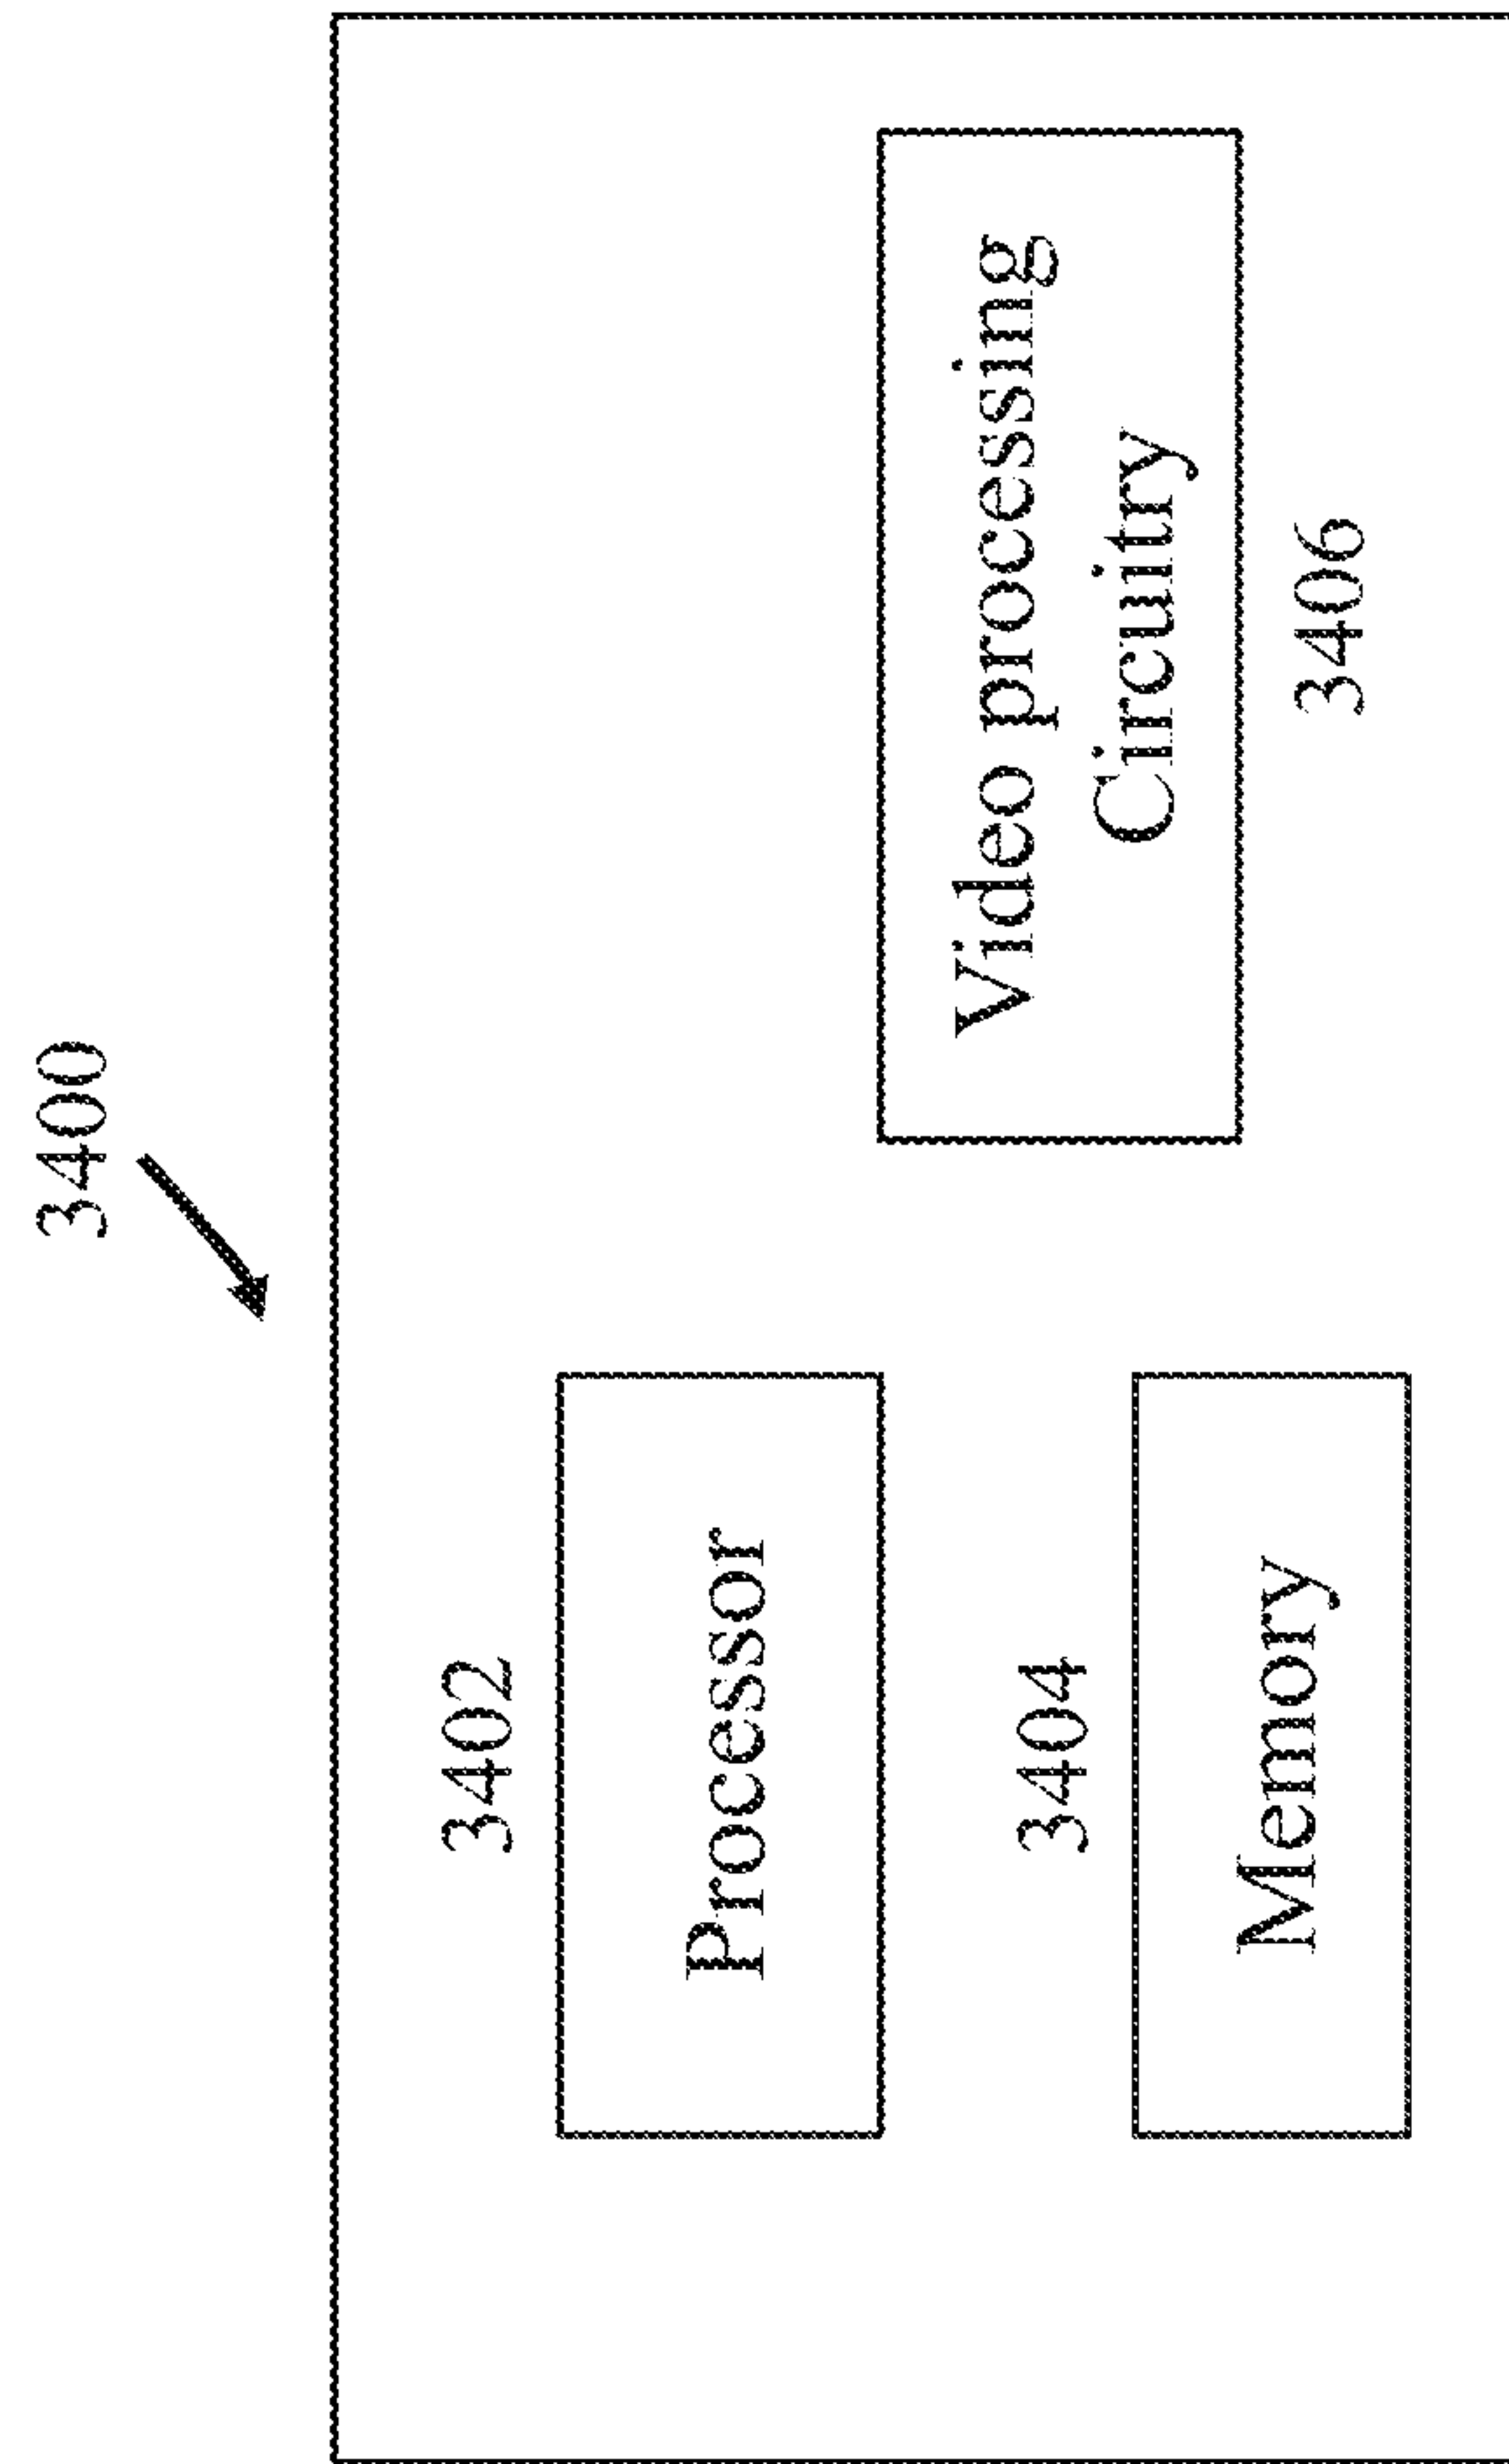 3400
3402
Processor
3404
Memory
Video processing
Circuitry
3406